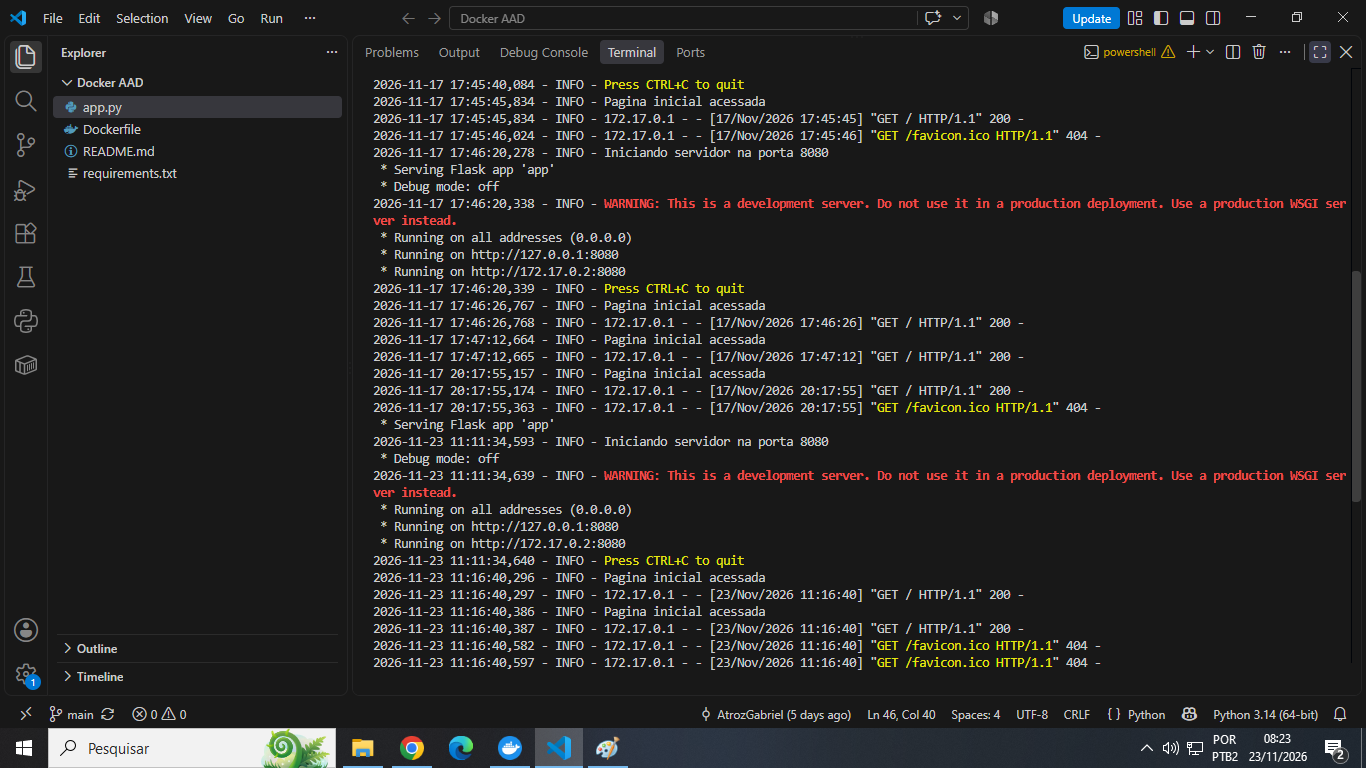 File Edit Selection View Go Run ···
Docker AAD
Update
Explorer ···
Docker AAD
app.py
Dockerfile
README.md
requirements.txt
Outline
Timeline
Problems Output Debug Console Terminal Ports
powershell
2026-11-17 17:45:40,084 - INFO - Press CTRL+C to quit
2026-11-17 17:45:45,834 - INFO - Pagina inicial acessada
2026-11-17 17:45:45,834 - INFO - 172.17.0.1 - - [17/Nov/2026 17:45:45] "GET / HTTP/1.1" 200 -
2026-11-17 17:45:46,024 - INFO - 172.17.0.1 - - [17/Nov/2026 17:45:46] "GET /favicon.ico HTTP/1.1" 404 -
2026-11-17 17:46:20,278 - INFO - Iniciando servidor na porta 8080
* Serving Flask app 'app'
* Debug mode: off
2026-11-17 17:46:20,338 - INFO - WARNING: This is a development server. Do not use it in a production deployment. Use a production WSGI ser
ver instead.
* Running on all addresses (0.0.0.0)
* Running on http://127.0.0.1:8080
* Running on http://172.17.0.2:8080
2026-11-17 17:46:20,339 - INFO - Press CTRL+C to quit
2026-11-17 17:46:26,767 - INFO - Pagina inicial acessada
2026-11-17 17:46:26,768 - INFO - 172.17.0.1 - - [17/Nov/2026 17:46:26] "GET / HTTP/1.1" 200 -
2026-11-17 17:47:12,664 - INFO - Pagina inicial acessada
2026-11-17 17:47:12,665 - INFO - 172.17.0.1 - - [17/Nov/2026 17:47:12] "GET / HTTP/1.1" 200 -
2026-11-17 20:17:55,157 - INFO - Pagina inicial acessada
2026-11-17 20:17:55,174 - INFO - 172.17.0.1 - - [17/Nov/2026 20:17:55] "GET / HTTP/1.1" 200 -
2026-11-17 20:17:55,363 - INFO - 172.17.0.1 - - [17/Nov/2026 20:17:55] "GET /favicon.ico HTTP/1.1" 404 -
* Serving Flask app 'app'
2026-11-23 11:11:34,593 - INFO - Iniciando servidor na porta 8080
* Debug mode: off
2026-11-23 11:11:34,639 - INFO - WARNING: This is a development server. Do not use it in a production deployment. Use a production WSGI ser
ver instead.
* Running on all addresses (0.0.0.0)
* Running on http://127.0.0.1:8080
* Running on http://172.17.0.2:8080
2026-11-23 11:11:34,640 - INFO - Press CTRL+C to quit
2026-11-23 11:16:40,296 - INFO - Pagina inicial acessada
2026-11-23 11:16:40,297 - INFO - 172.17.0.1 - - [23/Nov/2026 11:16:40] "GET / HTTP/1.1" 200 -
2026-11-23 11:16:40,386 - INFO - Pagina inicial acessada
2026-11-23 11:16:40,387 - INFO - 172.17.0.1 - - [23/Nov/2026 11:16:40] "GET / HTTP/1.1" 200 -
2026-11-23 11:16:40,582 - INFO - 172.17.0.1 - - [23/Nov/2026 11:16:40] "GET /favicon.ico HTTP/1.1" 404 -
2026-11-23 11:16:40,597 - INFO - 172.17.0.1 - - [23/Nov/2026 11:16:40] "GET /favicon.ico HTTP/1.1" 404 -
1
main 0 0 AtrozGabriel (5 days ago) Ln 46, Col 40 Spaces: 4 UTF-8 CRLF { } Python Python 3.14 (64-bit)
Pesquisar
POR
PTB2
08:23
23/11/2026
2